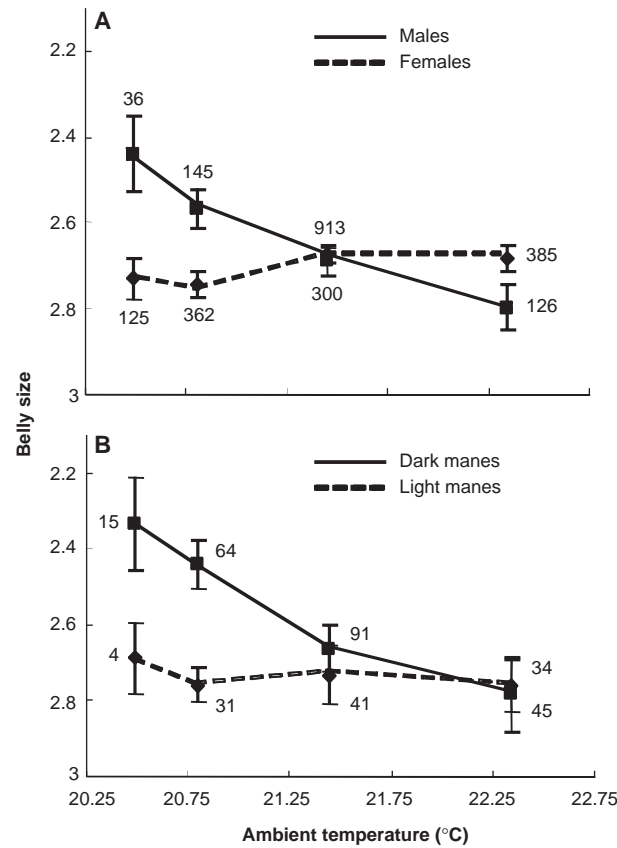 A
Males
Females
2.2
36
2.4
145
2.6
913
385
300
2.8
125
362
126
3
Belly size
B
Dark manes
Light manes
2.2
15
64
2.4
2.6
91
4
34
2.8
31
41
45
3
20.25 20.75 21.25 21.75 22.25 22.75
Ambient temperature (°C)